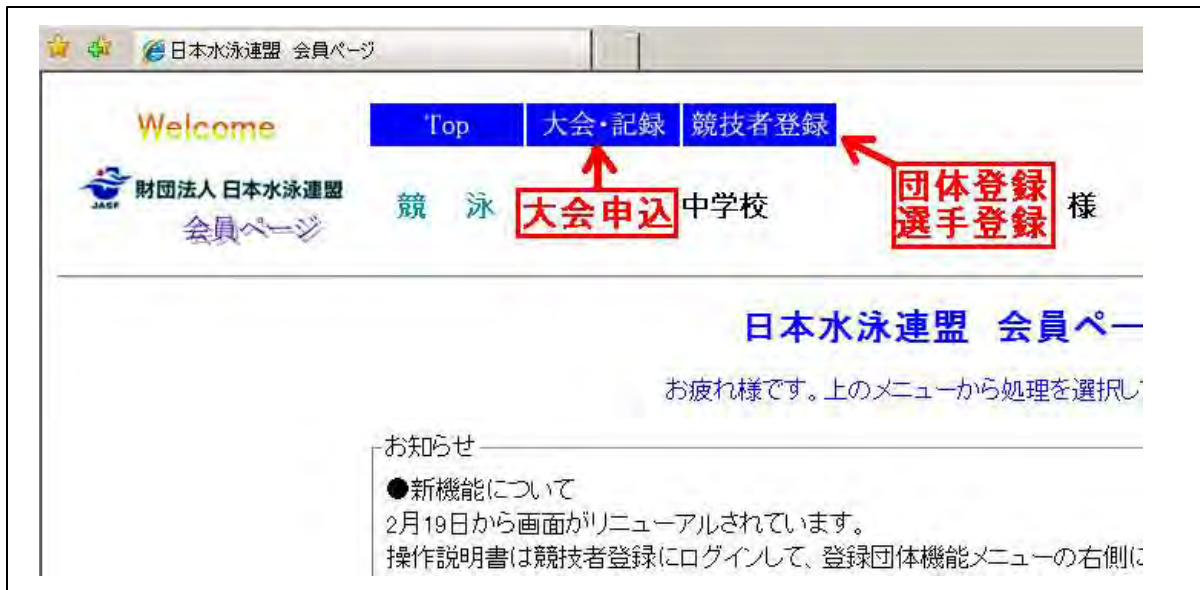 日本水泳連盟 会員ページ
Welcome
Top 大会・記録 競技者登録
財団法人 日本水泳連盟
JASF
会員ページ
競 泳 大会申込 中学校 団体登録 選手登録 様
日本水泳連盟 会員ペー
お疲れ様です。上のメニューから処理を選択し
お知らせ
●新機能について
2月19日から画面がリニューアルされています。
操作説明書は競技者登録にログインして、登録団体機能メニューの右側に